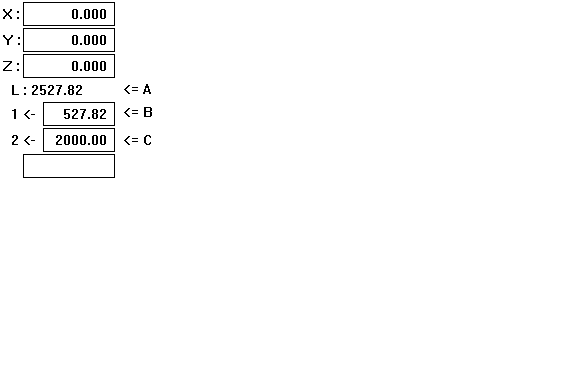 X : 0.000
Y : 0.000
Z : 0.000
L : 2527.82 <= A
1 <- 527.82 <= B
2 <- 2000.00 <= C